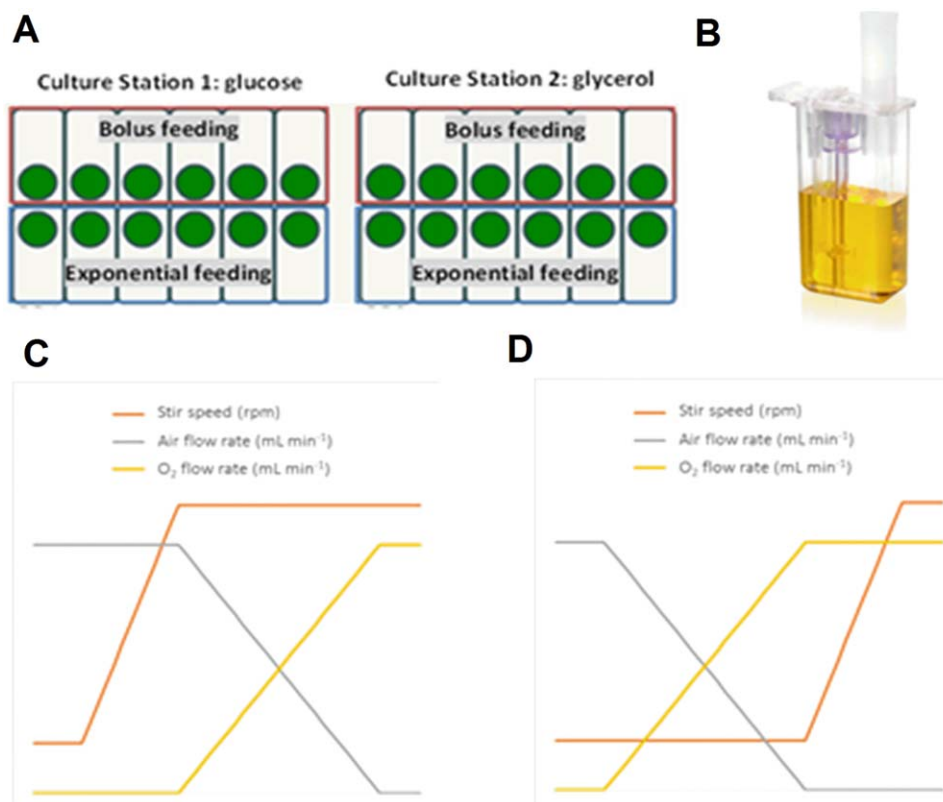 A
B
Culture Station 1: glucose
Culture Station 2: glycerol
Bolus feeding
Bolus feeding
Exponential feeding
Exponential feeding
C
D
Stir speed (rpm)
Air flow rate (mL min⁻¹)
O₂ flow rate (mL min⁻¹)
Stir speed (rpm)
Air flow rate (mL min⁻¹)
O₂ flow rate (mL min⁻¹)